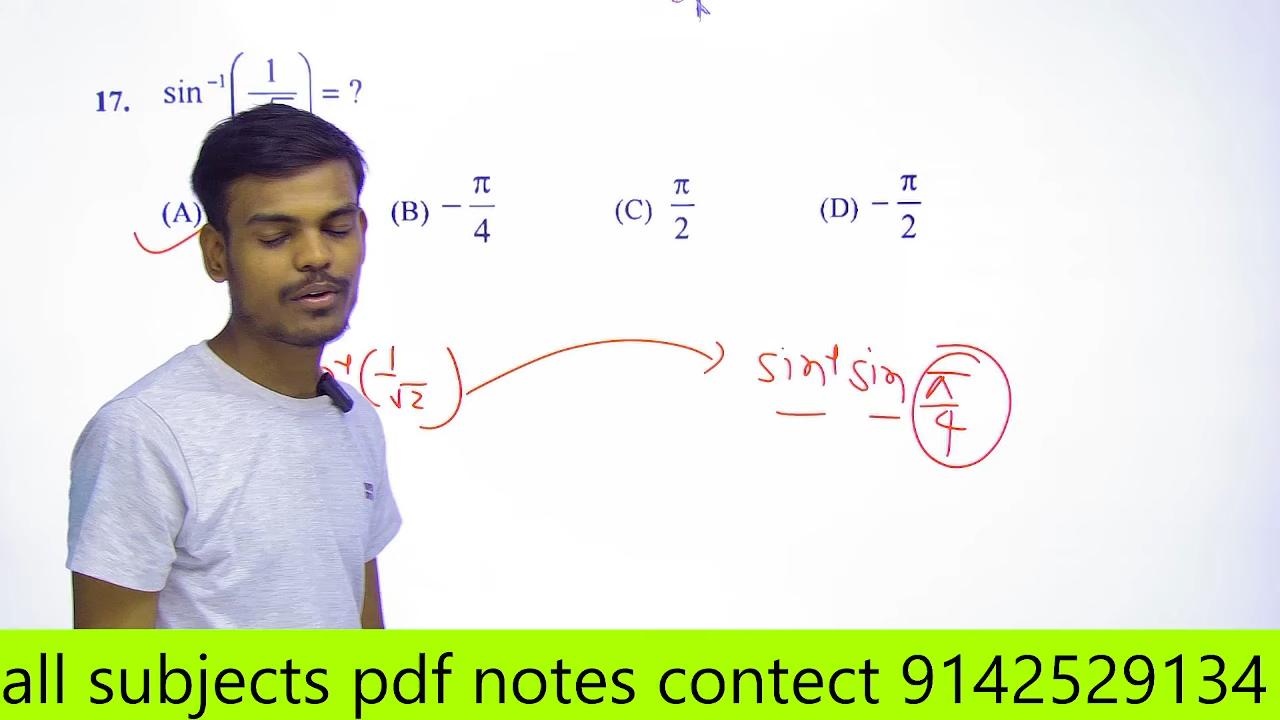 17. sin⁻¹(1/√) = ?
(A) (B) -π/4 (C) π/2 (D) -π/2
(1/√2) sin⁻¹ sin π/4
all subjects pdf notes contect 9142529134